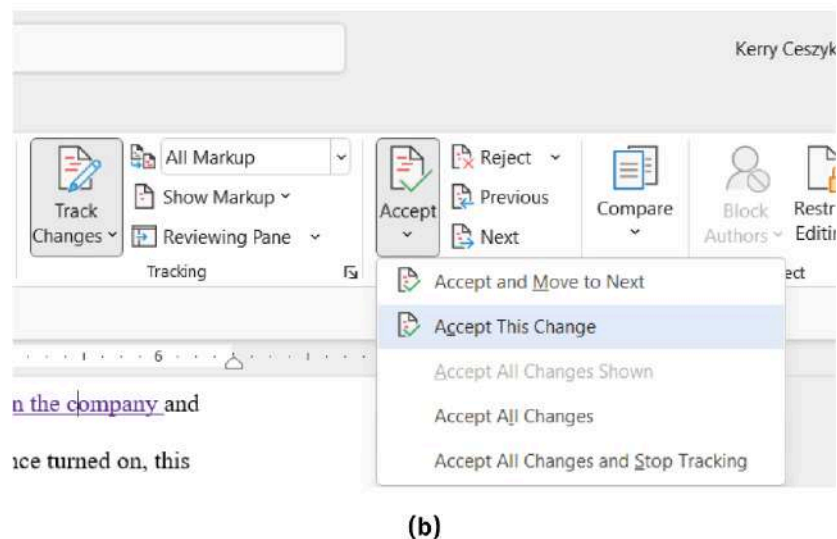 Kerry Ceszyk
All Markup
Reject
Show Markup
Previous
Track
Changes
Accept
Compare
Block
Authors
Restr
Editin
Reviewing Pane
Next
Tracking
ect
Accept and Move to Next
Accept This Change
6
Accept All Changes Shown
n the company and
Accept All Changes
nce turned on, this
Accept All Changes and Stop Tracking
(b)